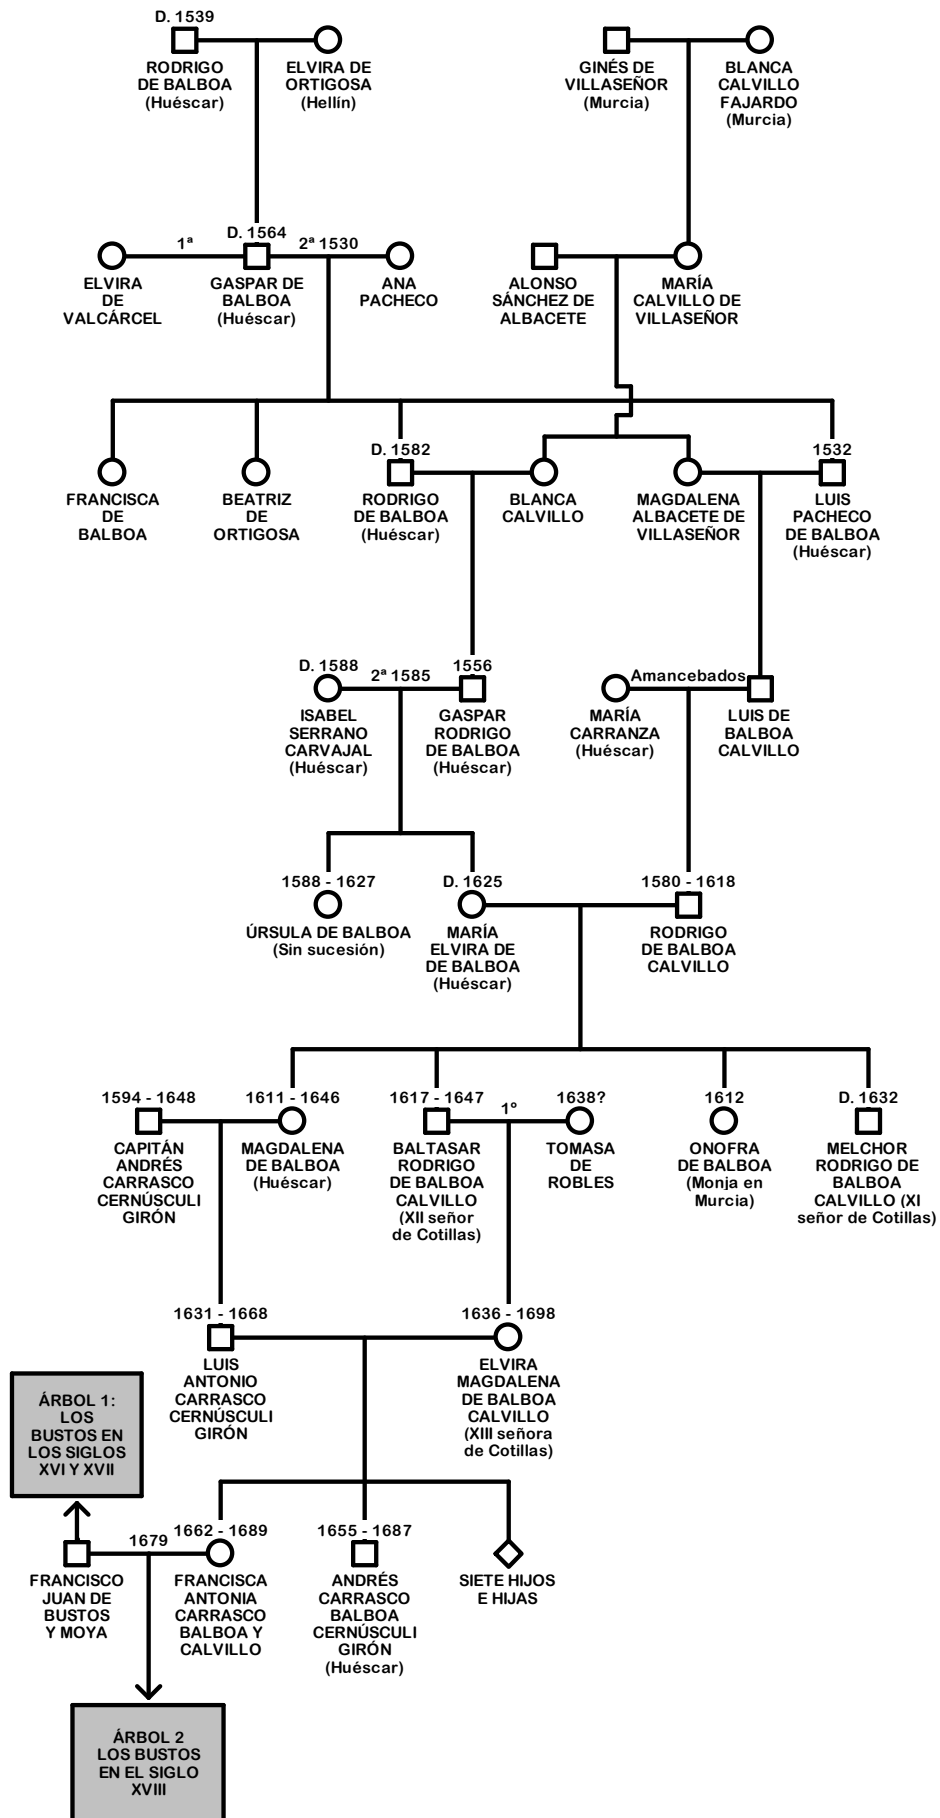 D. 1539
RODRIGO
DE BALBOA
(Huéscar)
ELVIRA DE
ORTIGOSA
(Hellín)
GINÉS DE
VILLASEÑOR
(Murcia)
BLANCA
CALVILLO
FAJARDO
(Murcia)
1ª
D. 1564
2ª 1530
ELVIRA
DE
VALCÁRCEL
GASPAR DE
BALBOA
(Huéscar)
ANA
PACHECO
ALONSO
SÁNCHEZ DE
ALBACETE
MARÍA
CALVILLO DE
VILLASEÑOR
FRANCISCA
DE
BALBOA
BEATRIZ
DE
ORTIGOSA
D. 1582
RODRIGO
DE BALBOA
(Huéscar)
BLANCA
CALVILLO
MAGDALENA
ALBACETE DE
VILLASEÑOR
1532
LUIS
PACHECO
DE BALBOA
(Huéscar)
D. 1588
2ª 1585
1556
ISABEL
SERRANO
CARVAJAL
(Huéscar)
GASPAR
RODRIGO
DE BALBOA
(Huéscar)
Amancebados
MARÍA
CARRANZA
(Huéscar)
LUIS DE
BALBOA
CALVILLO
1588 - 1627
ÚRSULA DE BALBOA
(Sin sucesión)
D. 1625
MARÍA
ELVIRA DE
DE BALBOA
(Huéscar)
1580 - 1618
RODRIGO
DE BALBOA
CALVILLO
1594 - 1648
CAPITÁN
ANDRÉS
CARRASCO
CERNÚSCULI
GIRÓN
1611 - 1646
MAGDALENA
DE BALBOA
(Huéscar)
1617 - 1647
1º
BALTASAR
RODRIGO
DE BALBOA
CALVILLO
(XII señor
de Cotillas)
1638?
TOMASA
DE
ROBLES
1612
ONOFRA
DE BALBOA
(Monja en
Murcia)
D. 1632
MELCHOR
RODRIGO DE
BALBOA
CALVILLO (XI
señor de Cotillas)
1631 - 1668
LUIS
ANTONIO
CARRASCO
CERNÚSCULI
GIRÓN
1636 - 1698
ELVIRA
MAGDALENA
DE BALBOA
CALVILLO
(XIII señora
de Cotillas)
ÁRBOL 1:
LOS
BUSTOS EN
LOS SIGLOS
XVI Y XVII
1679
FRANCISCO
JUAN DE
BUSTOS
Y MOYA
1662 - 1689
FRANCISCA
ANTONIA
CARRASCO
BALBOA Y
CALVILLO
1655 - 1687
ANDRÉS
CARRASCO
BALBOA
CERNÚSCULI
GIRÓN
(Huéscar)
SIETE HIJOS
E HIJAS
ÁRBOL 2
LOS BUSTOS
EN EL SIGLO
XVIII